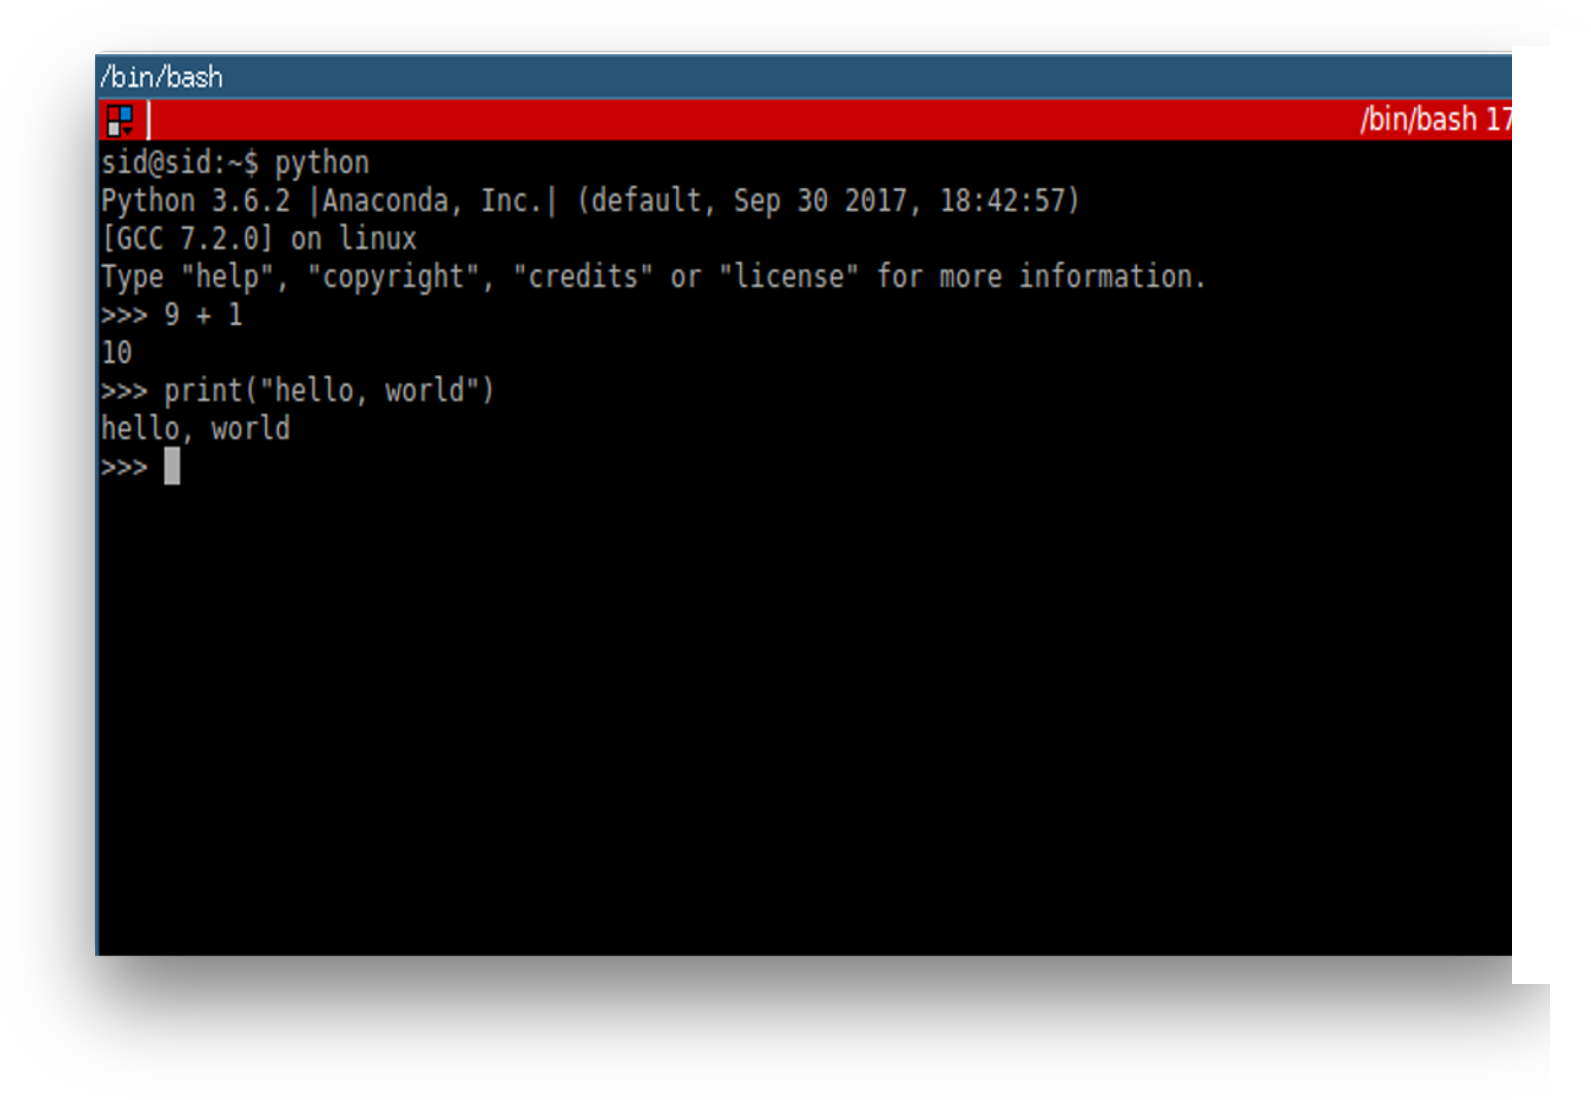 /bin/bash
/bin/bash 17
sid@sid:~$ python
Python 3.6.2 |Anaconda, Inc.| (default, Sep 30 2017, 18:42:57)
[GCC 7.2.0] on linux
Type "help", "copyright", "credits" or "license" for more information.
>>> 9 + 1
10
>>> print("hello, world")
hello, world
>>>